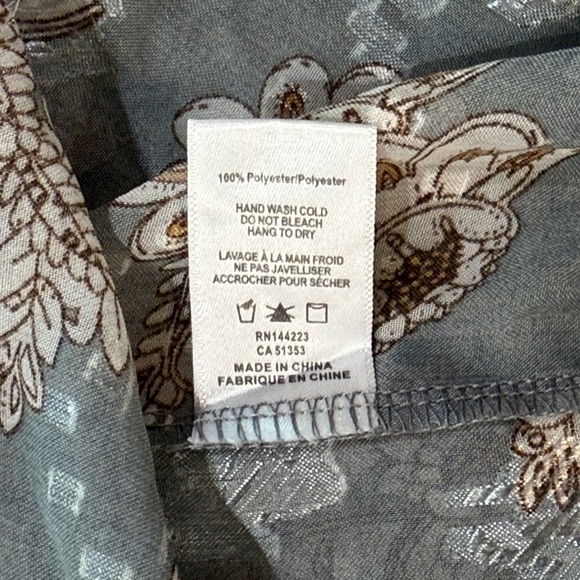 100% Polyester/Polyester
HAND WASH COLD
DO NOT BLEACH
HANG TO DRY
LAVAGE À LA MAIN FROID
NE PAS JAVELLISER
ACCROCHER POUR SÉCHER
RN144223
CA 51353
MADE IN CHINA
FABRIQUE EN CHINE